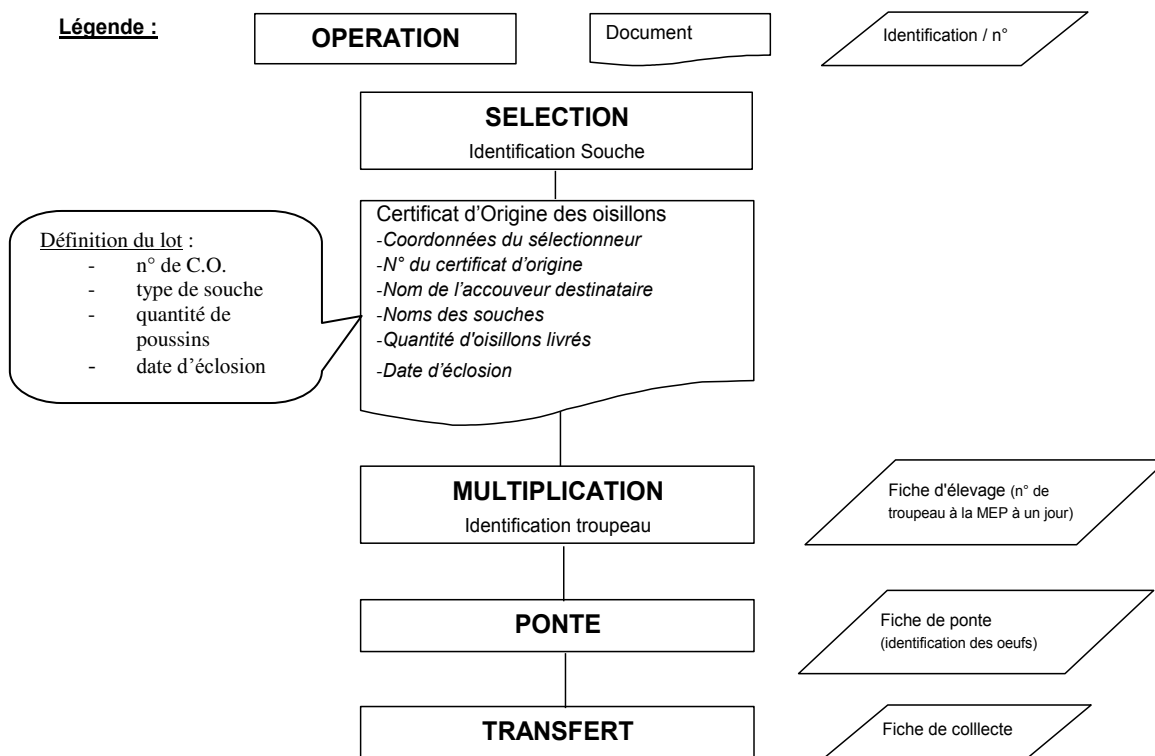 Légende :
OPERATION
Document
Identification / n°
SELECTION
Identification Souche
Définition du lot :
- n° de C.O.
- type de souche
- quantité de
poussins
- date d'éclosion
Certificat d'Origine des oisillons
-Coordonnées du sélectionneur
-N° du certificat d'origine
-Nom de l'accouveur destinataire
-Noms des souches
-Quantité d'oisillons livrés
-Date d'éclosion
MULTIPLICATION
Identification troupeau
Fiche d'élevage (n° de
troupeau à la MEP à un jour)
PONTE
Fiche de ponte
(identification des oeufs)
TRANSFERT
Fiche de colllecte